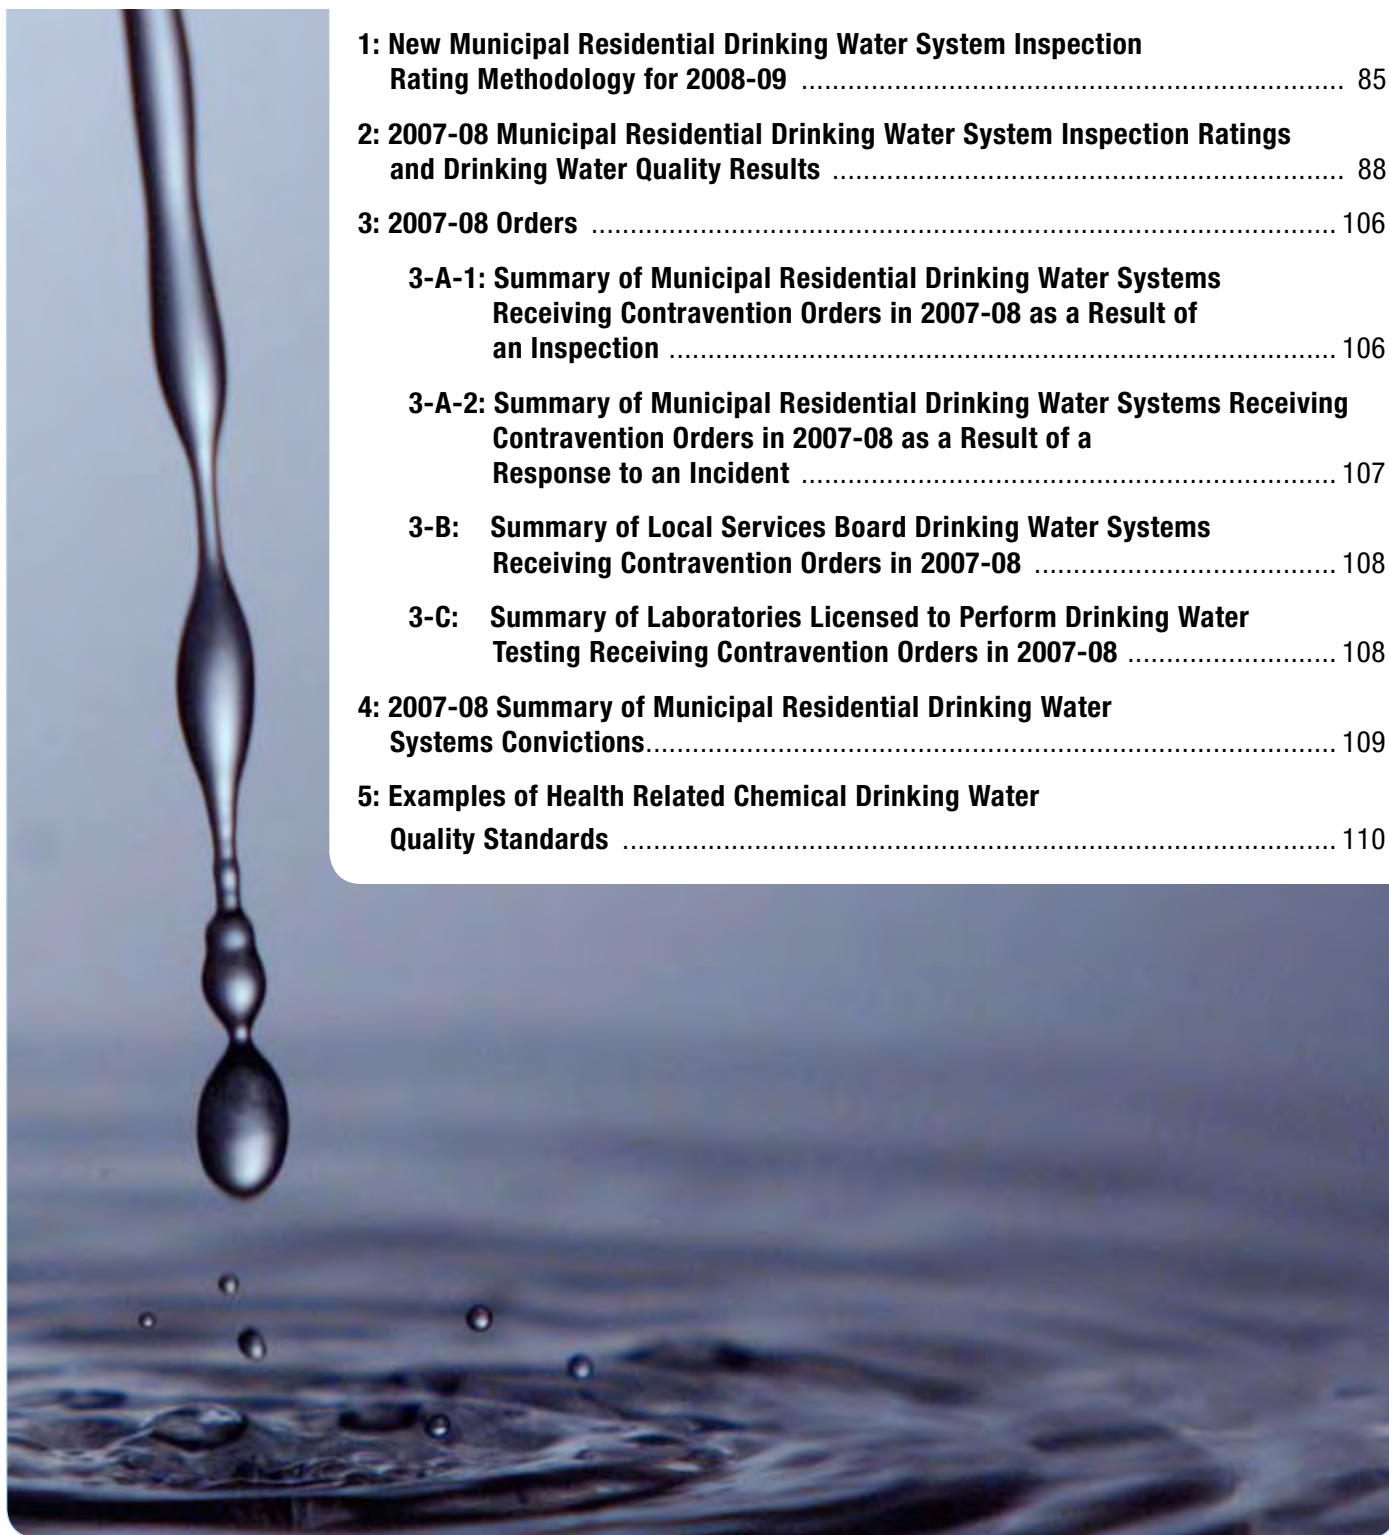 1: New Municipal Residential Drinking Water System Inspection
Rating Methodology for 2008-09 ........................................................................ 85
2: 2007-08 Municipal Residential Drinking Water System Inspection Ratings
and Drinking Water Quality Results .................................................................... 88
3: 2007-08 Orders .................................................................................................. 106
3-A-1: Summary of Municipal Residential Drinking Water Systems
Receiving Contravention Orders in 2007-08 as a Result of
an Inspection ........................................................................................ 106
3-A-2: Summary of Municipal Residential Drinking Water Systems Receiving
Contravention Orders in 2007-08 as a Result of a
Response to an Incident ...................................................................... 107
3-B: Summary of Local Services Board Drinking Water Systems
Receiving Contravention Orders in 2007-08 ........................................ 108
3-C: Summary of Laboratories Licensed to Perform Drinking Water
Testing Receiving Contravention Orders in 2007-08 ............................ 108
4: 2007-08 Summary of Municipal Residential Drinking Water
Systems Convictions........................................................................................... 109
5: Examples of Health Related Chemical Drinking Water
Quality Standards .............................................................................................. 110